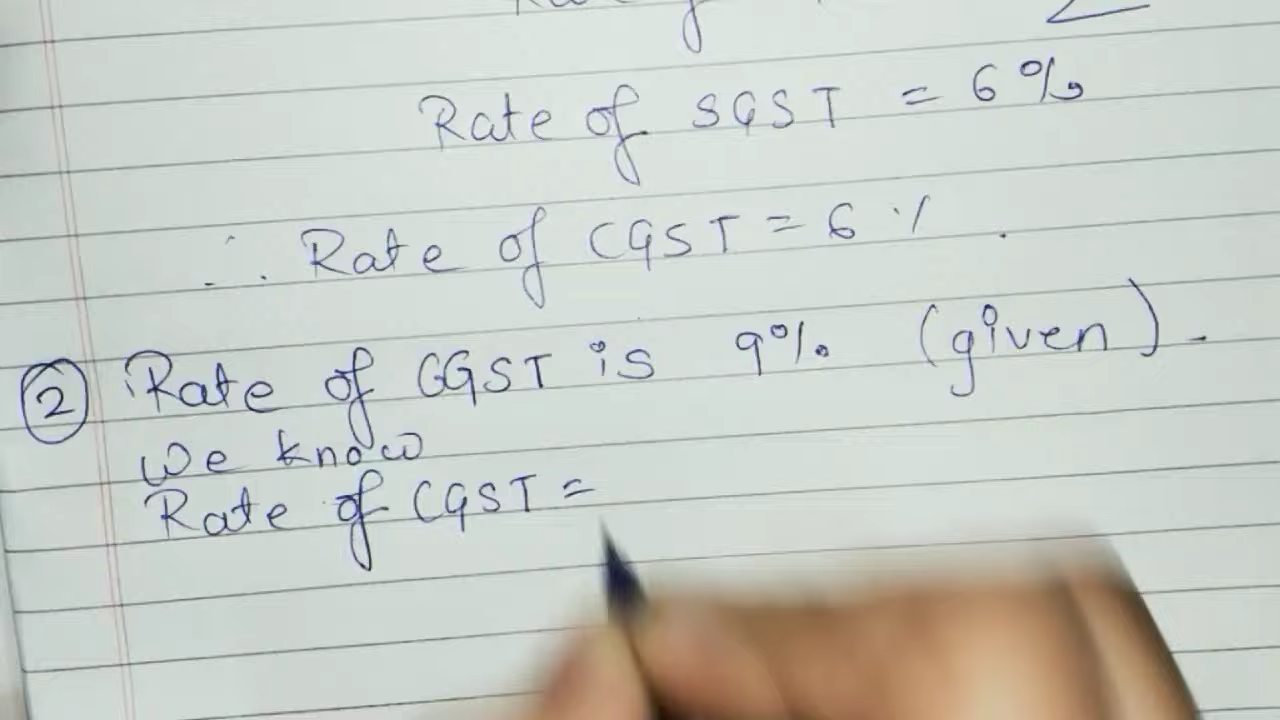 Rate of SGST = 6%
∴ Rate of CGST = 6 %.
② Rate of CGST is 9% (given).
We know
Rate of CGST =